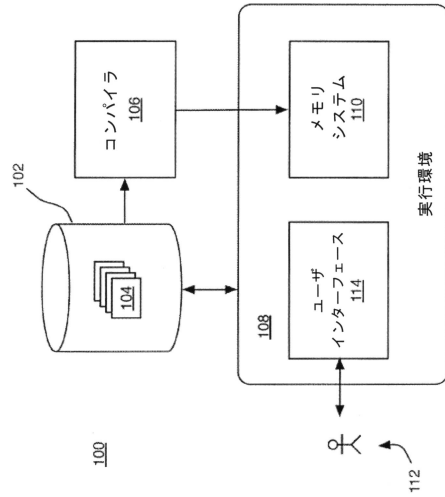 100
102
104
コンパイラ
106
108
ユーザ
インターフェース
114
メモリ
システム
110
実行環境
112